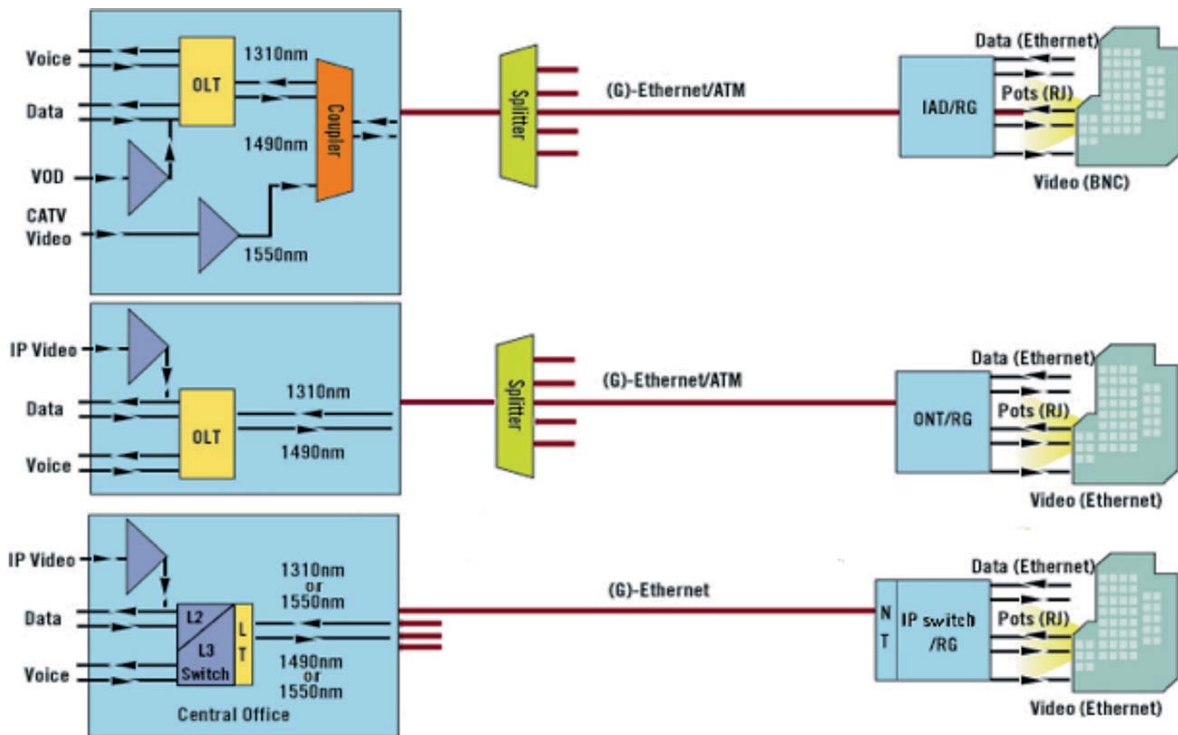 Voice
Data
VOD
CATV
Video
OLT
1310nm
1490nm
1550nm
Coupler
Splitter
(G)-Ethernet/ATM
IAD/RG
Data (Ethernet)
Pots (RJ)
Video (BNC)
IP Video
Data
Voice
OLT
1310nm
1490nm
Splitter
(G)-Ethernet/ATM
ONT/RG
Data (Ethernet)
Pots (RJ)
Video (Ethernet)
IP Video
Data
Voice
L2
L3
Switch
L
T
1310nm
or
1550nm
1490nm
or
1550nm
Central Office
(G)-Ethernet
N
T
IP switch
/RG
Data (Ethernet)
Pots (RJ)
Video (Ethernet)